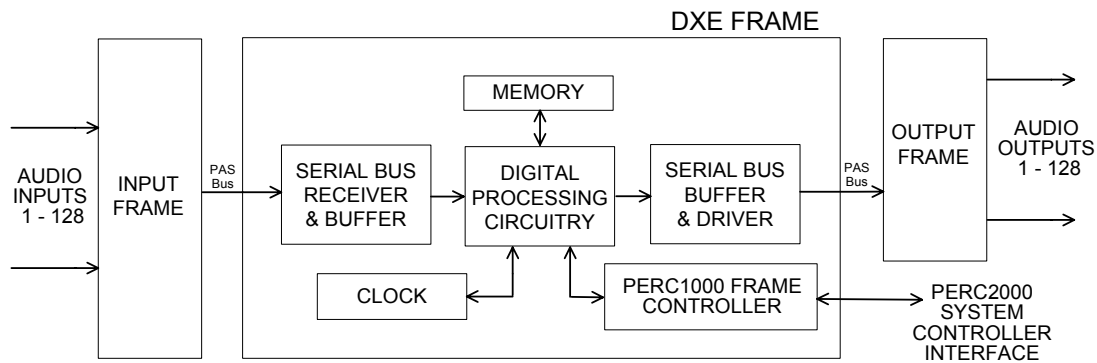 DXE FRAME
AUDIO
INPUTS
1 - 128
INPUT
FRAME
PAS
Bus
MEMORY
SERIAL BUS
RECEIVER
& BUFFER
DIGITAL
PROCESSING
CIRCUITRY
SERIAL BUS
BUFFER
& DRIVER
PAS
Bus
OUTPUT
FRAME
AUDIO
OUTPUTS
1 - 128
CLOCK
PERC1000 FRAME
CONTROLLER
PERC2000
SYSTEM
CONTROLLER
INTERFACE